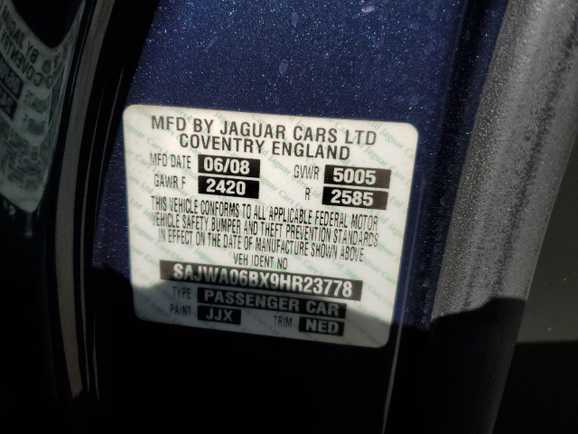 MFD BY JAGUAR CARS LTD
COVENTRY ENGLAND
MFD DATE 06/08 GVWR 5005
GAWR F 2420 R 2585
THIS VEHICLE CONFORMS TO ALL APPLICABLE FEDERAL MOTOR
VEHICLE SAFETY BUMPER AND THEFT PREVENTION STANDARDS
IN EFFECT ON THE DATE OF MANUFACTURE SHOWN ABOVE.
VEH IDENT NO
SAJWA06BX9HR23778
TYPE PASSENGER CAR
PAINT JJX TRIM NED